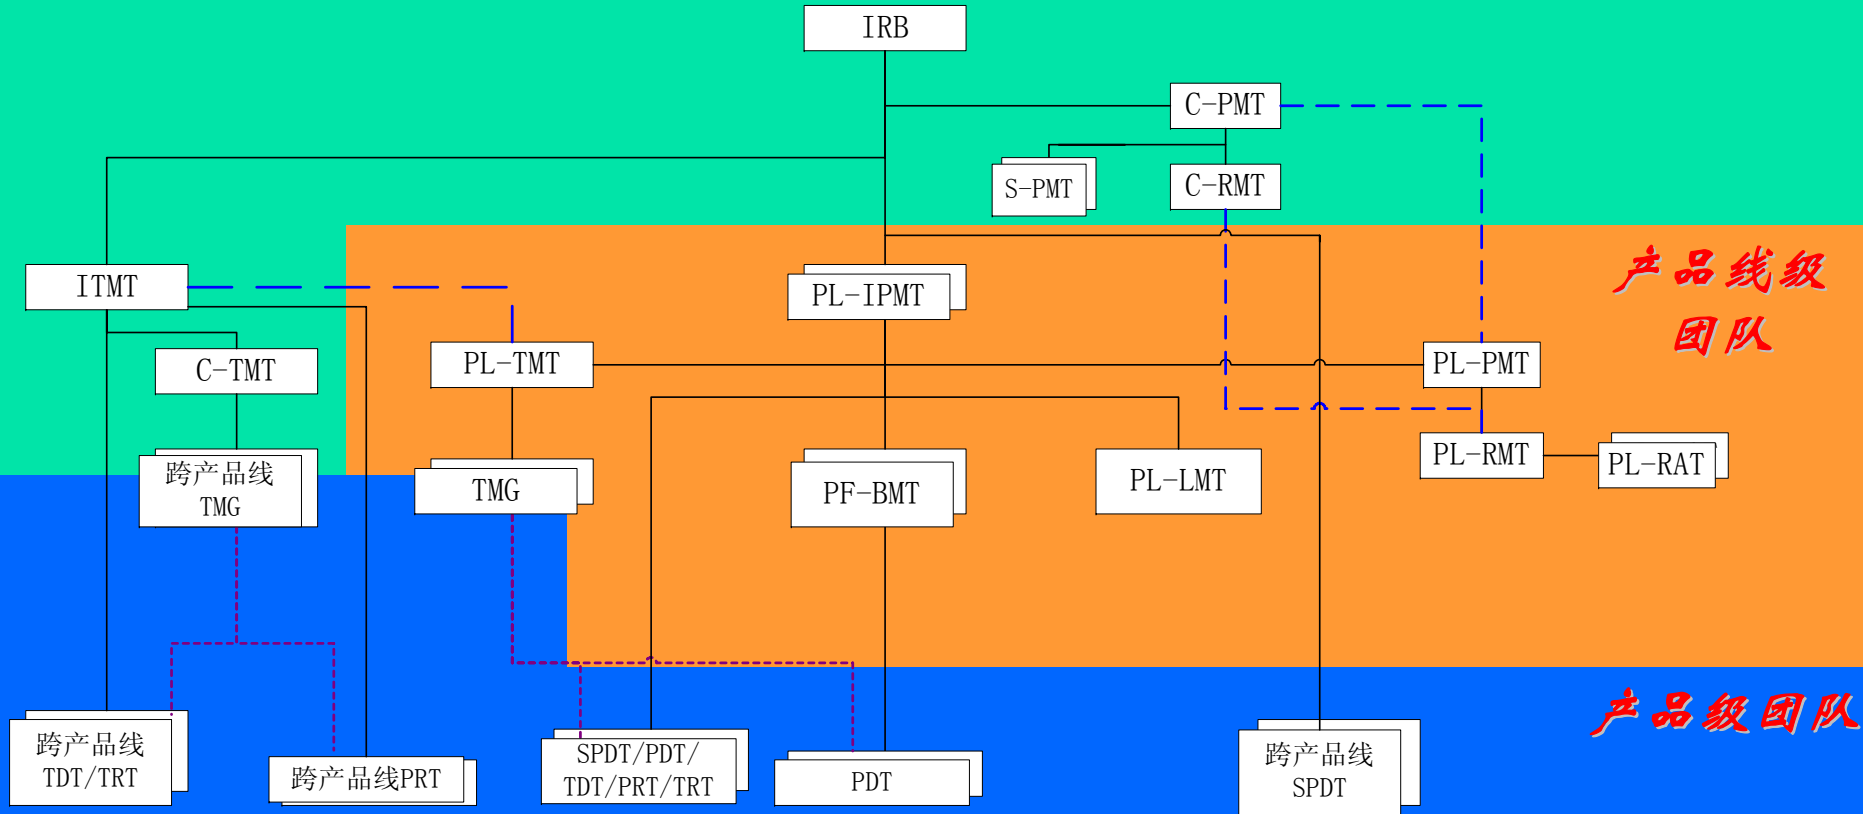 IRB
C-PMT
S-PMT
C-RMT
产品线级
团队
ITMT
PL-IPMT
C-TMT
PL-TMT
PL-PMT
跨产品线
TMG
TMG
PF-BMT
PL-LMT
PL-RMT
PL-RAT
产品级团队
跨产品线
TDT/TRT
跨产品线PRT
SPDT/PDT/
TDT/PRT/TRT
PDT
跨产品线
SPDT